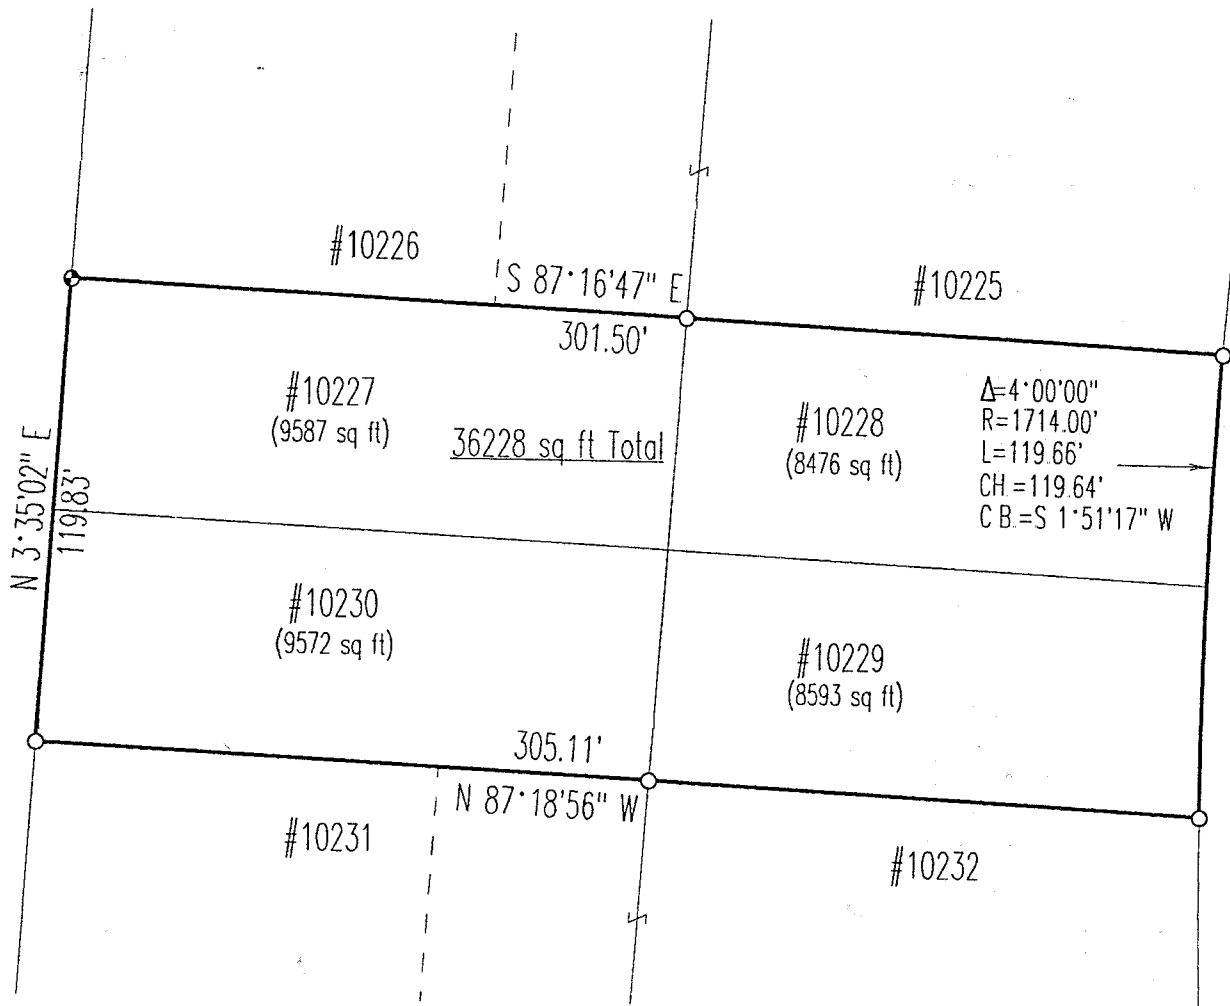 #10226
S 87°16'47" E
#10225
301.50'
#10227
(9587 sq ft)
36228 sq ft Total
#10228
(8476 sq ft)
Δ=4°00'00"
R=1714.00'
L=119.66'
CH.=119.64'
C B.=S 1°51'17" W
N 3°35'02" E
119.83'
#10230
(9572 sq ft)
#10229
(8593 sq ft)
305.11'
N 87°18'56" W
#10231
#10232